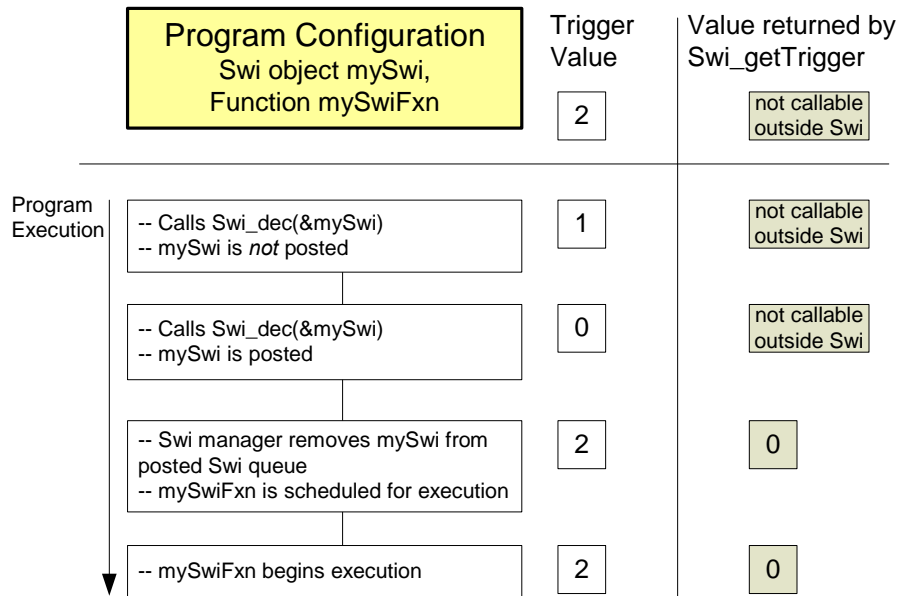 Program Configuration
Swi object mySwi,
Function mySwiFxn
Trigger
Value
2
Value returned by
Swi_getTrigger
not callable
outside Swi
Program
Execution
-- Calls Swi_dec(&mySwi)
-- mySwi is not posted
1
not callable
outside Swi
-- Calls Swi_dec(&mySwi)
-- mySwi is posted
0
not callable
outside Swi
-- Swi manager removes mySwi from
posted Swi queue
-- mySwiFxn is scheduled for execution
2
0
-- mySwiFxn begins execution
2
0